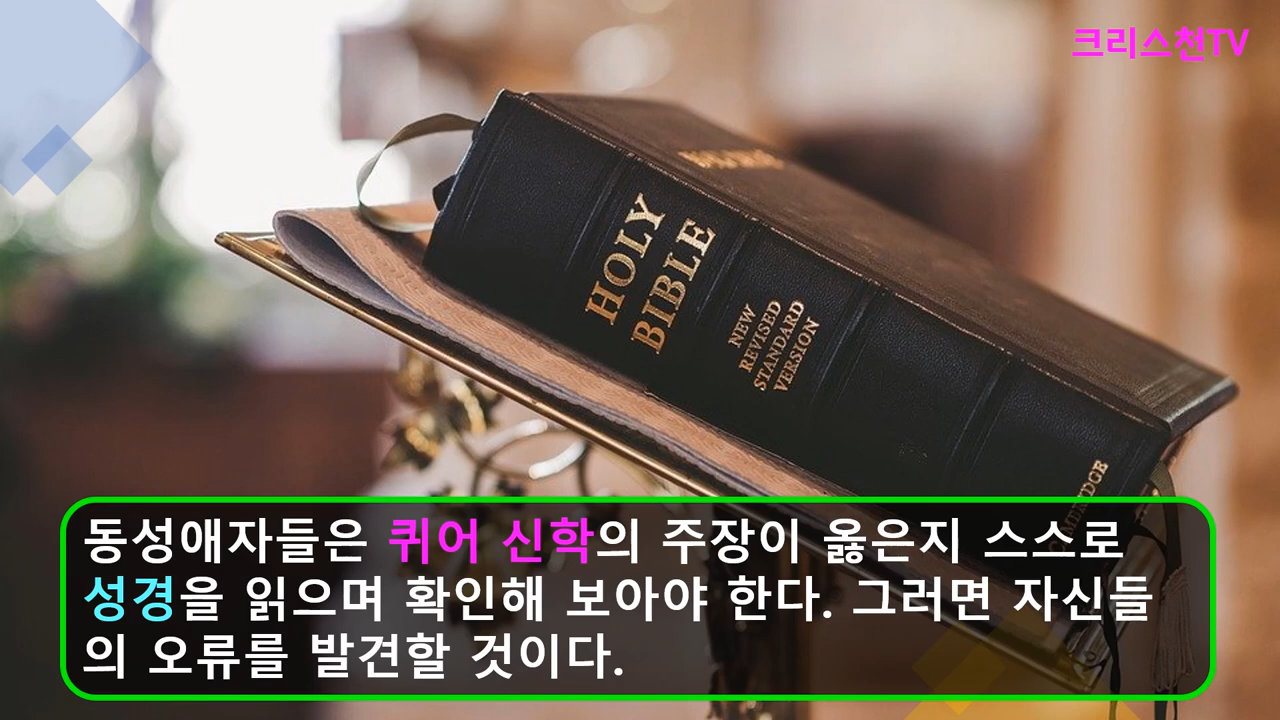 크리스천TV
HOLY
BIBLE
NEW
REVISED
STANDARD
VERSION
동성애자들은 퀴어 신학의 주장이 옳은지 스스로
성경을 읽으며 확인해 보아야 한다. 그러면 자신들
의 오류를 발견할 것이다.